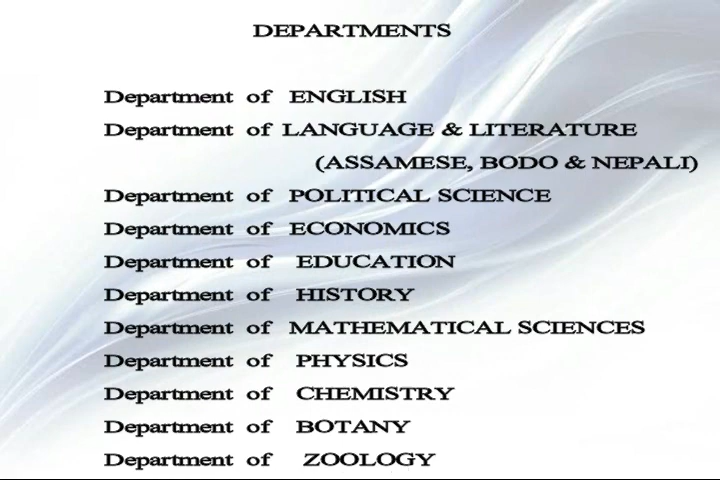 DEPARTMENTS
Department of ENGLISH
Department of LANGUAGE & LITERATURE
(ASSAMESE, BODO & NEPALI)
Department of POLITICAL SCIENCE
Department of ECONOMICS
Department of EDUCATION
Department of HISTORY
Department of MATHEMATICAL SCIENCES
Department of PHYSICS
Department of CHEMISTRY
Department of BOTANY
Department of ZOOLOGY